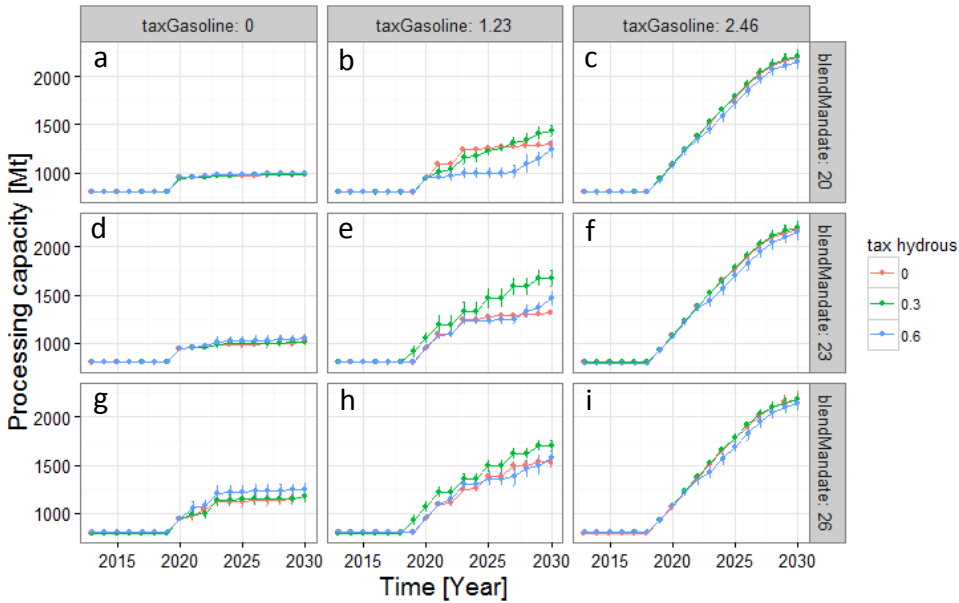 taxGasoline: 0
taxGasoline: 1.23
taxGasoline: 2.46
a
b
c
blendMandate: 20
2000
1500
1000
d
e
f
blendMandate: 23
2000
1500
1000
g
h
i
blendMandate: 26
2000
1500
1000
Processing capacity [Mt]
2015
2020
2025
2030
2015
2020
2025
2030
2015
2020
2025
2030
Time [Year]
tax hydrous
0
0.3
0.6